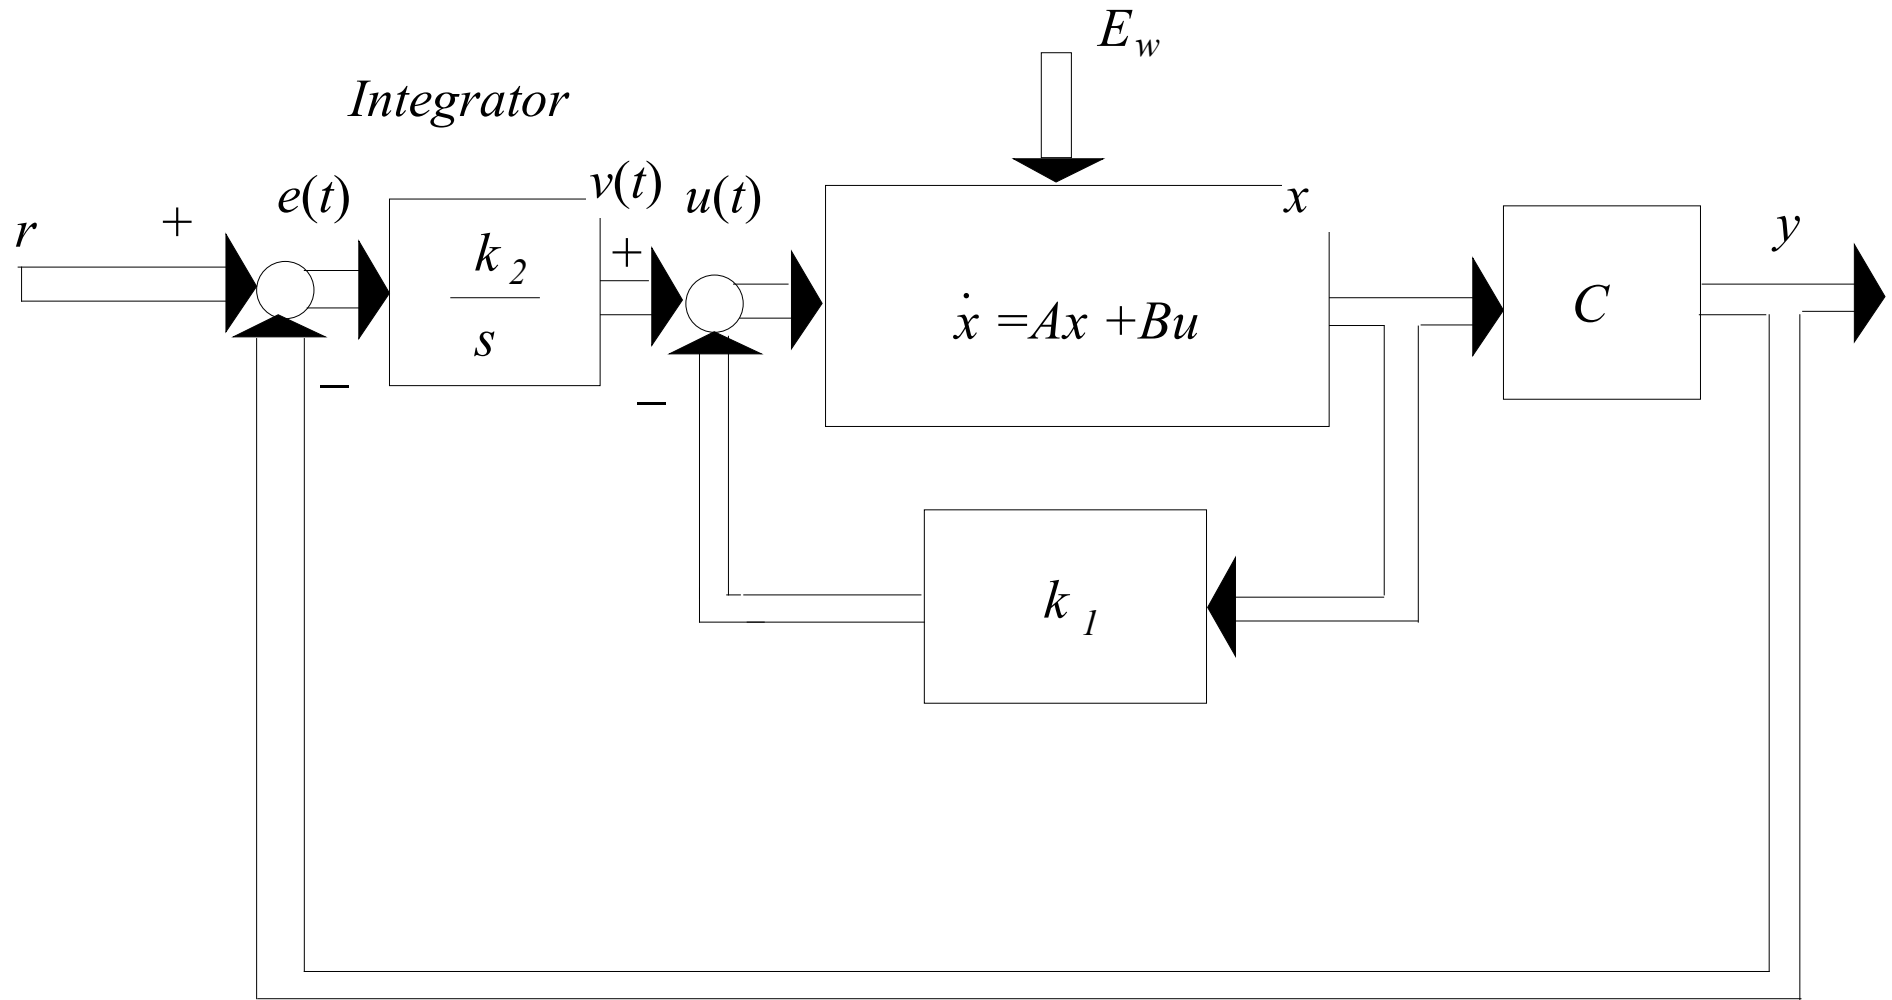 E_w
Integrator
r
+
e(t)
k_2
s
v(t)
+
u(t)
ẋ =Ax +Bu
x
C
y
−
−
k_1